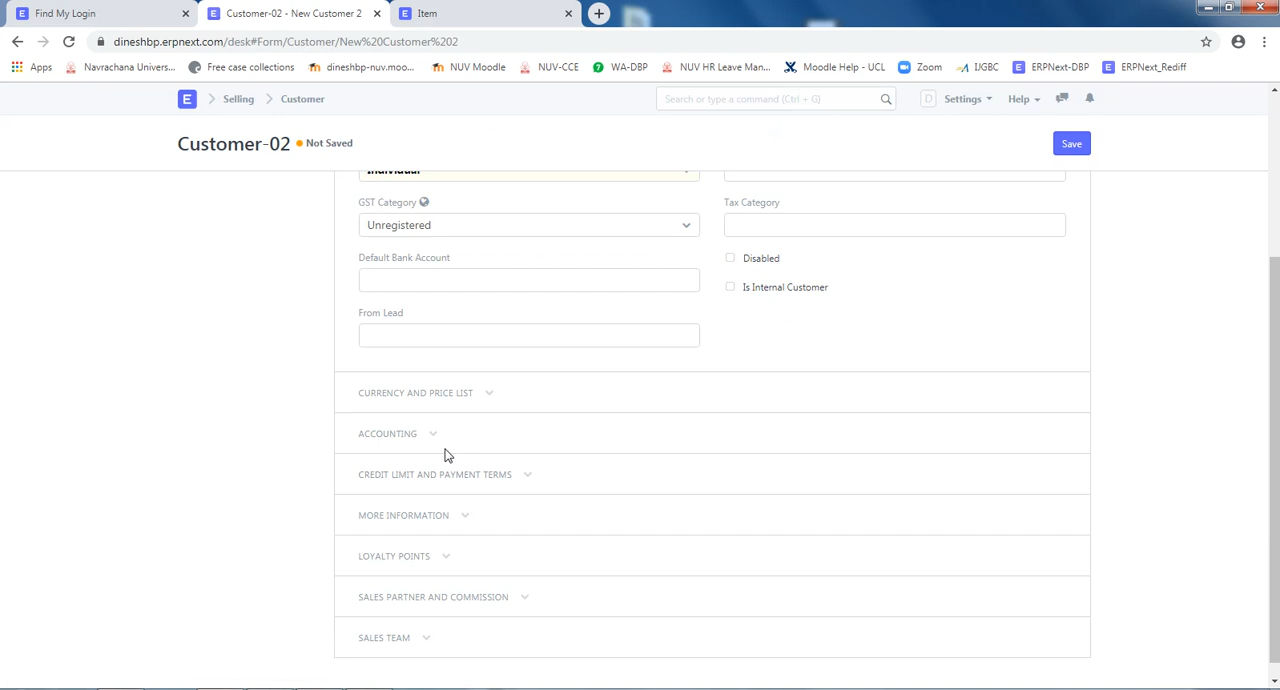 E Find My Login × E Customer-02 - New Customer 2 × E Item × +
dineshbp.erpnext.com/desk#Form/Customer/New%20Customer%202
Apps Navrachana Univers... Free case collections dineshbp-nuv.moo... NUV Moodle NUV-CCE 7 WA-DBP NUV HR Leave Man... Moodle Help - UCL Zoom IJGBC E ERPNext-DBP E ERPNext_Rediff
E Selling Customer Search or type a command (Ctrl + G) D Settings Help
Customer-02 Not Saved Save
Individual
GST Category Tax Category
Unregistered
Default Bank Account Disabled
Is Internal Customer
From Lead
CURRENCY AND PRICE LIST
ACCOUNTING
CREDIT LIMIT AND PAYMENT TERMS
MORE INFORMATION
LOYALTY POINTS
SALES PARTNER AND COMMISSION
SALES TEAM